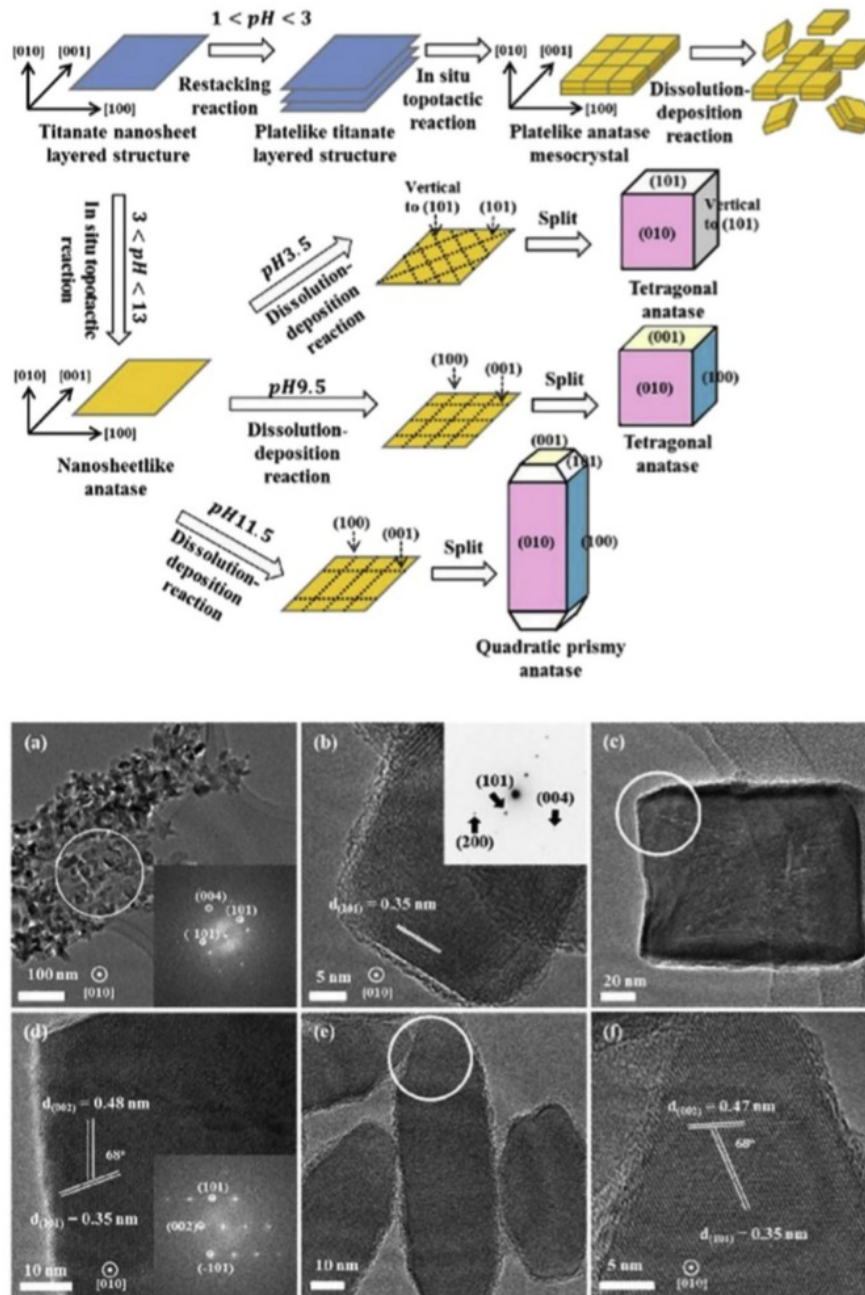 1 < pH < 3
[010]
[001]
[100]
Restacking
reaction
In situ
topotactic
reaction
[010]
[001]
[100]
Dissolution-
deposition
reaction
Titanate nanosheet
layered structure
Platelike titanate
layered structure
Platelike anatase
mesocrystal
3 < pH < 13
In situ topotactic
reaction
pH3.5
Dissolution-
deposition
reaction
Vertical
to (101)
(101)
Split
(101)
(010)
Vertical
to (101)
Tetragonal
anatase
[010]
[001]
[100]
Nanosheetlike
anatase
pH9.5
Dissolution-
deposition
reaction
(100)
(001)
Split
(001)
(010)
(100)
Tetragonal
anatase
pH11.5
Dissolution-
deposition
reaction
(100)
(001)
Split
(001)
(101)
(010)
(100)
Quadratic prismy
anatase
(a)
(004)
(101)
(-101)
100 nm
[010]
(b)
(101)
(004)
(200)
d(101) = 0.35 nm
5 nm
[010]
(c)
20 nm
(d)
d(002) = 0.48 nm
68°
d(101) = 0.35 nm
(101)
(002)
(-101)
10 nm
[010]
(e)
10 nm
(f)
d(002) = 0.47 nm
68°
d(101) = 0.35 nm
5 nm
[010]